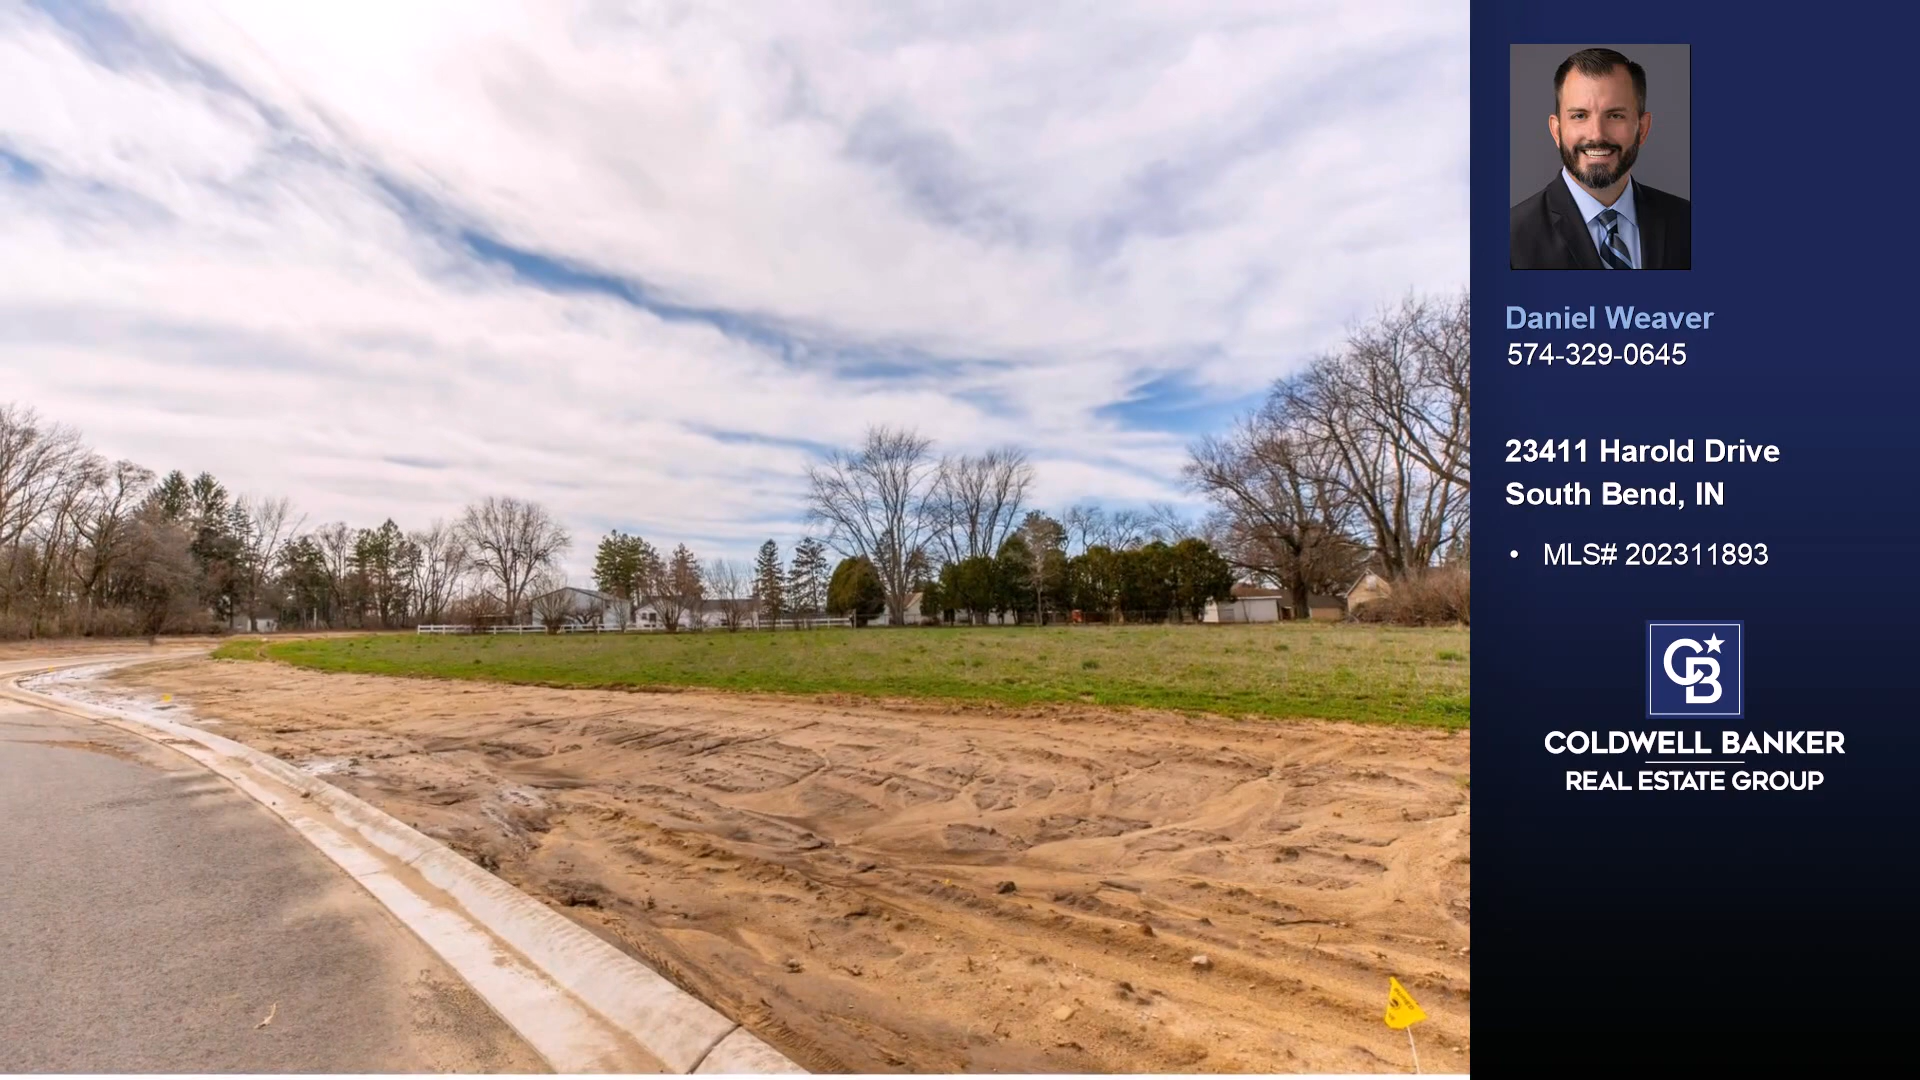 Daniel Weaver
574-329-0645
23411 Harold Drive
South Bend, IN
• MLS# 202311893
CB
COLDWELL BANKER
REAL ESTATE GROUP